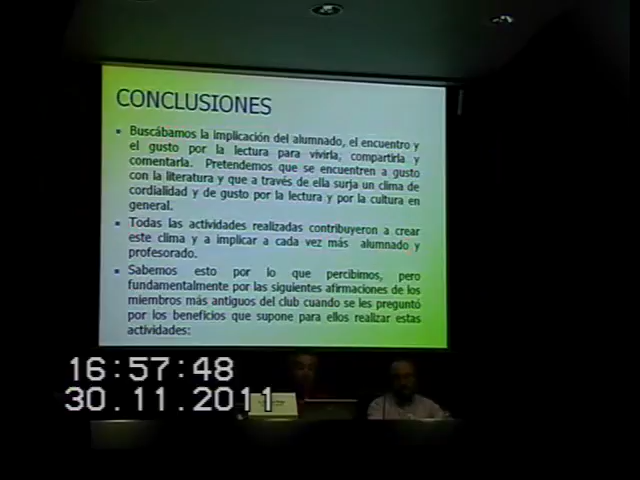 CONCLUSIONES
Buscábamos la implicación del alumnado, el encuentro y
el gusto por la lectura para vivirla, compartirla y
comentarla. Pretendemos que se encuentren a gusto
con la literatura y que a través de ella surja un clima de
cordialidad y de gusto por la lectura y por la cultura en
general.
Todas las actividades realizadas contribuyeron a crear
este clima y a implicar a cada vez más alumnado y
profesorado.
Sabemos esto por lo que percibimos, pero
fundamentalmente por las siguientes afirmaciones de los
miembros más antiguos del club cuando se les preguntó
por los beneficios que supone para ellos realizar estas
actividades:
16:57:48
30.11.2011